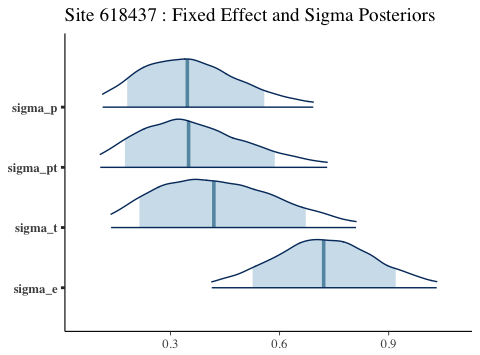 Site 618437 : Fixed Effect and Sigma Posteriors
sigma_p
sigma_pt
sigma_t
sigma_e
0.3 0.6 0.9